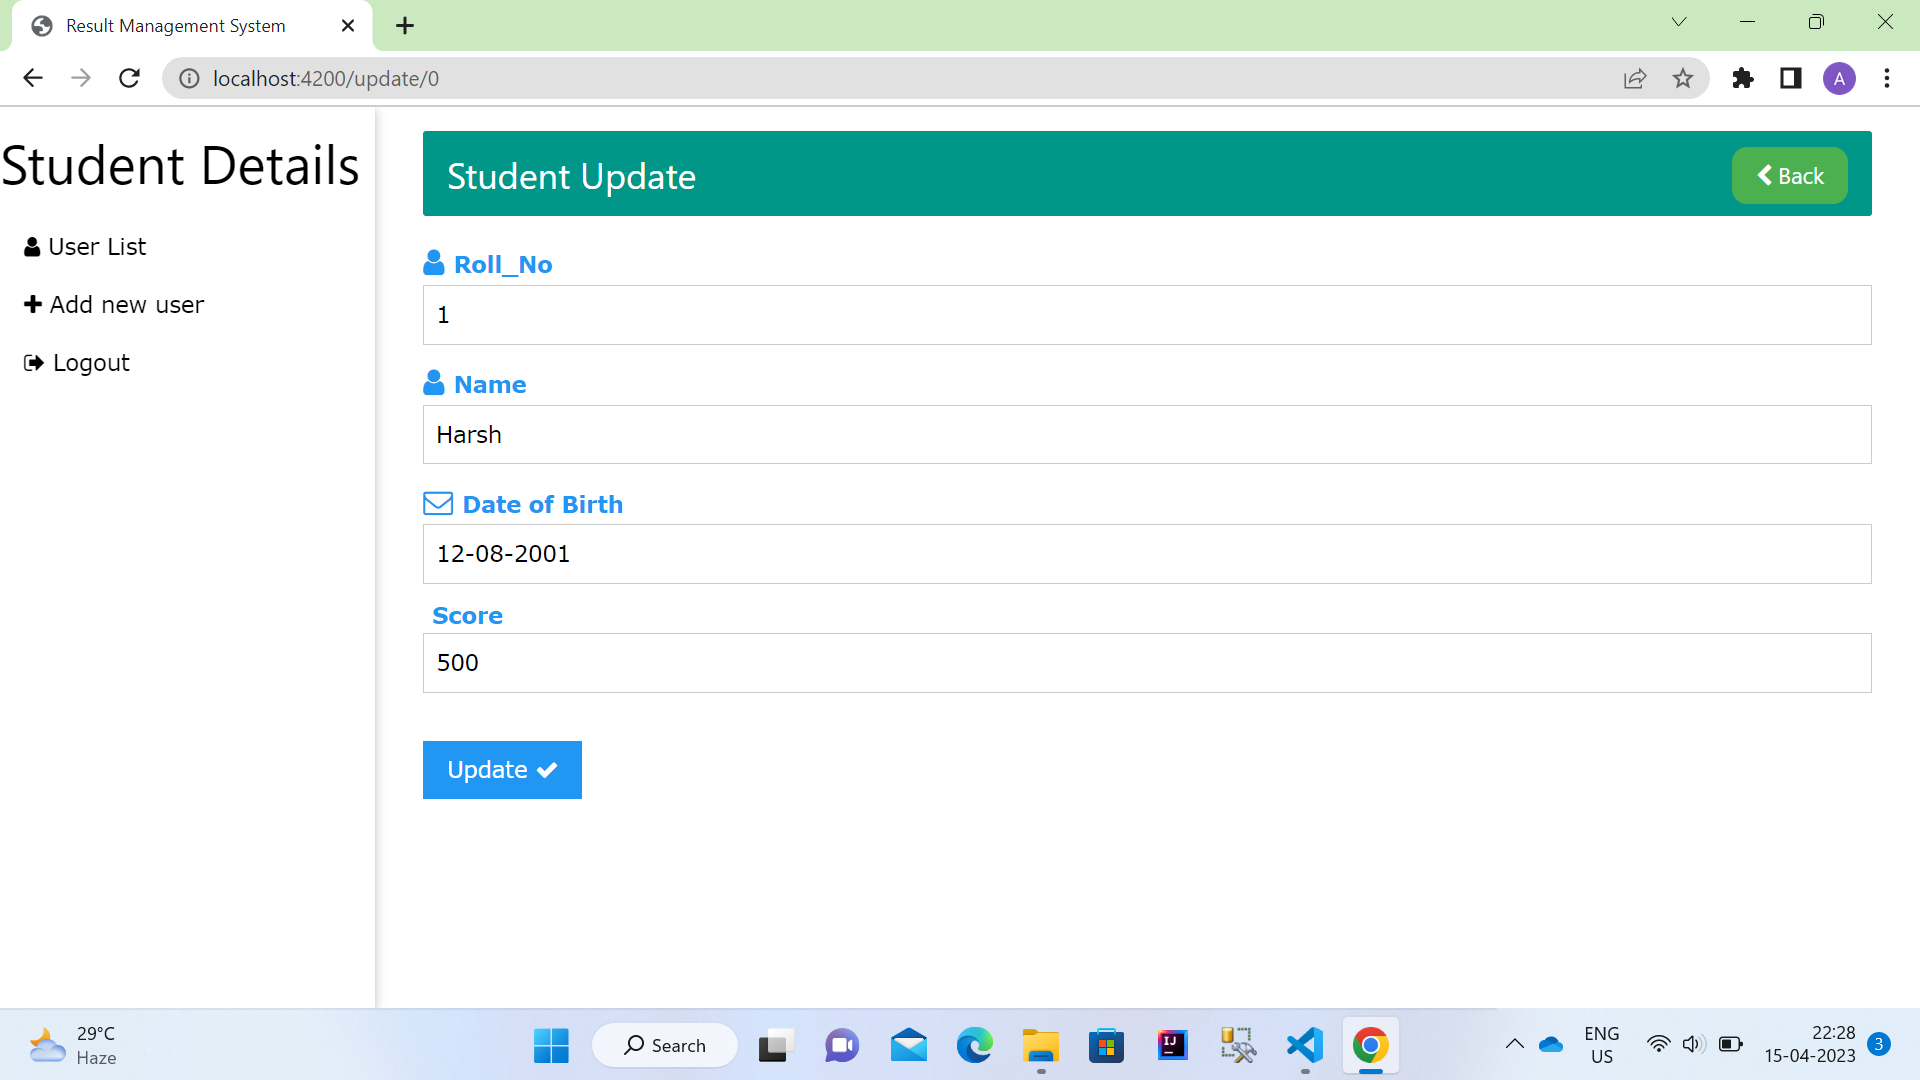 Result Management System
localhost:4200/update/0
A
Student Details
User List
Add new user
Logout
Student Update
Back
Roll_No
1
Name
Harsh
Date of Birth
12-08-2001
Score
500
Update
29°C
Haze
Search
IJ
ENG
US
22:28
15-04-2023
3